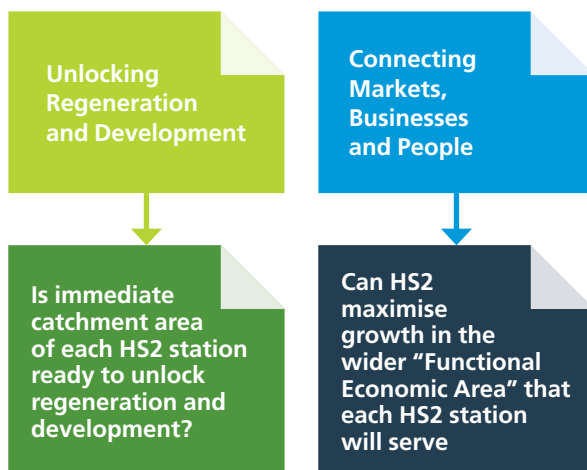 Unlocking
Regeneration
and Development
Connecting
Markets,
Businesses
and People
Is immediate
catchment area
of each HS2 station
ready to unlock
regeneration and
development?
Can HS2
maximise
growth in the
wider “Functional
Economic Area” that
each HS2 station
will serve